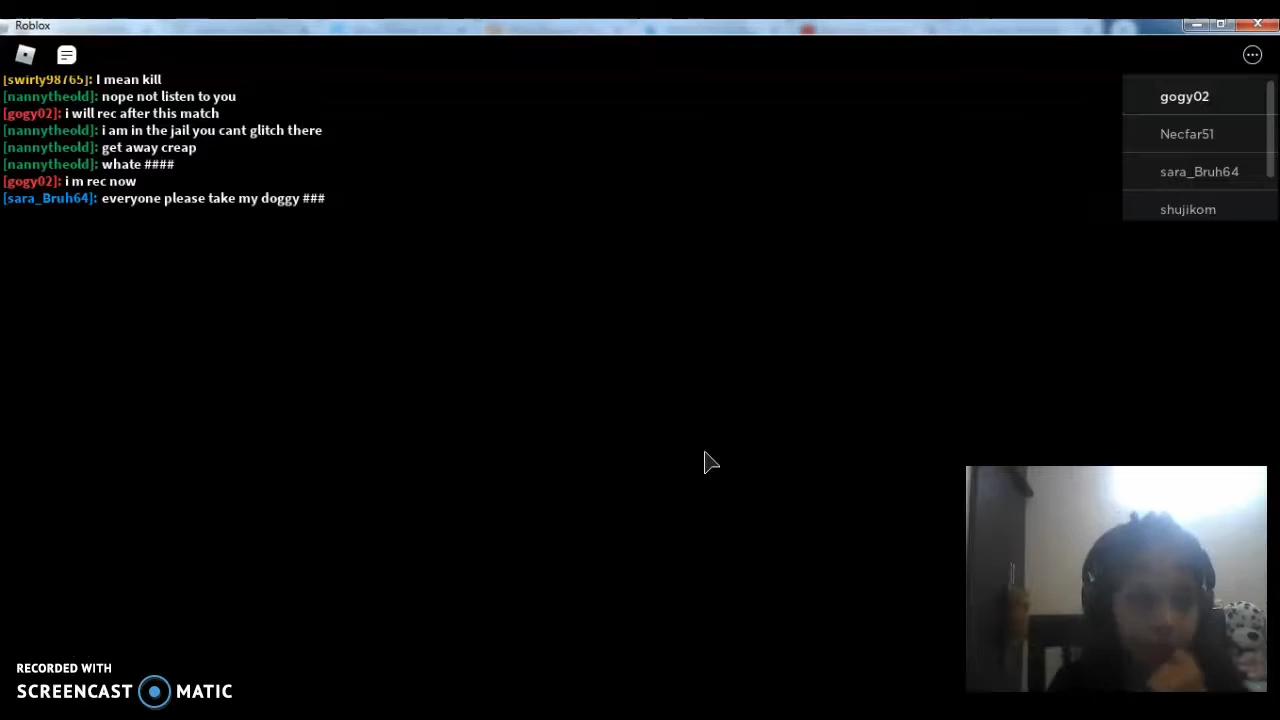 Roblox
[swirly98765]: I mean kill
[nannytheold]: nope not listen to you
[gogy02]: i will rec after this match
[nannytheold]: i am in the jail you cant glitch there
[nannytheold]: get away creap
[nannytheold]: whate ####
[gogy02]: i m rec now
[sara_Bruh64]: everyone please take my doggy ###
gogy02
Necfar51
sara_Bruh64
shujikom
RECORDED WITH
SCREENCAST MATIC